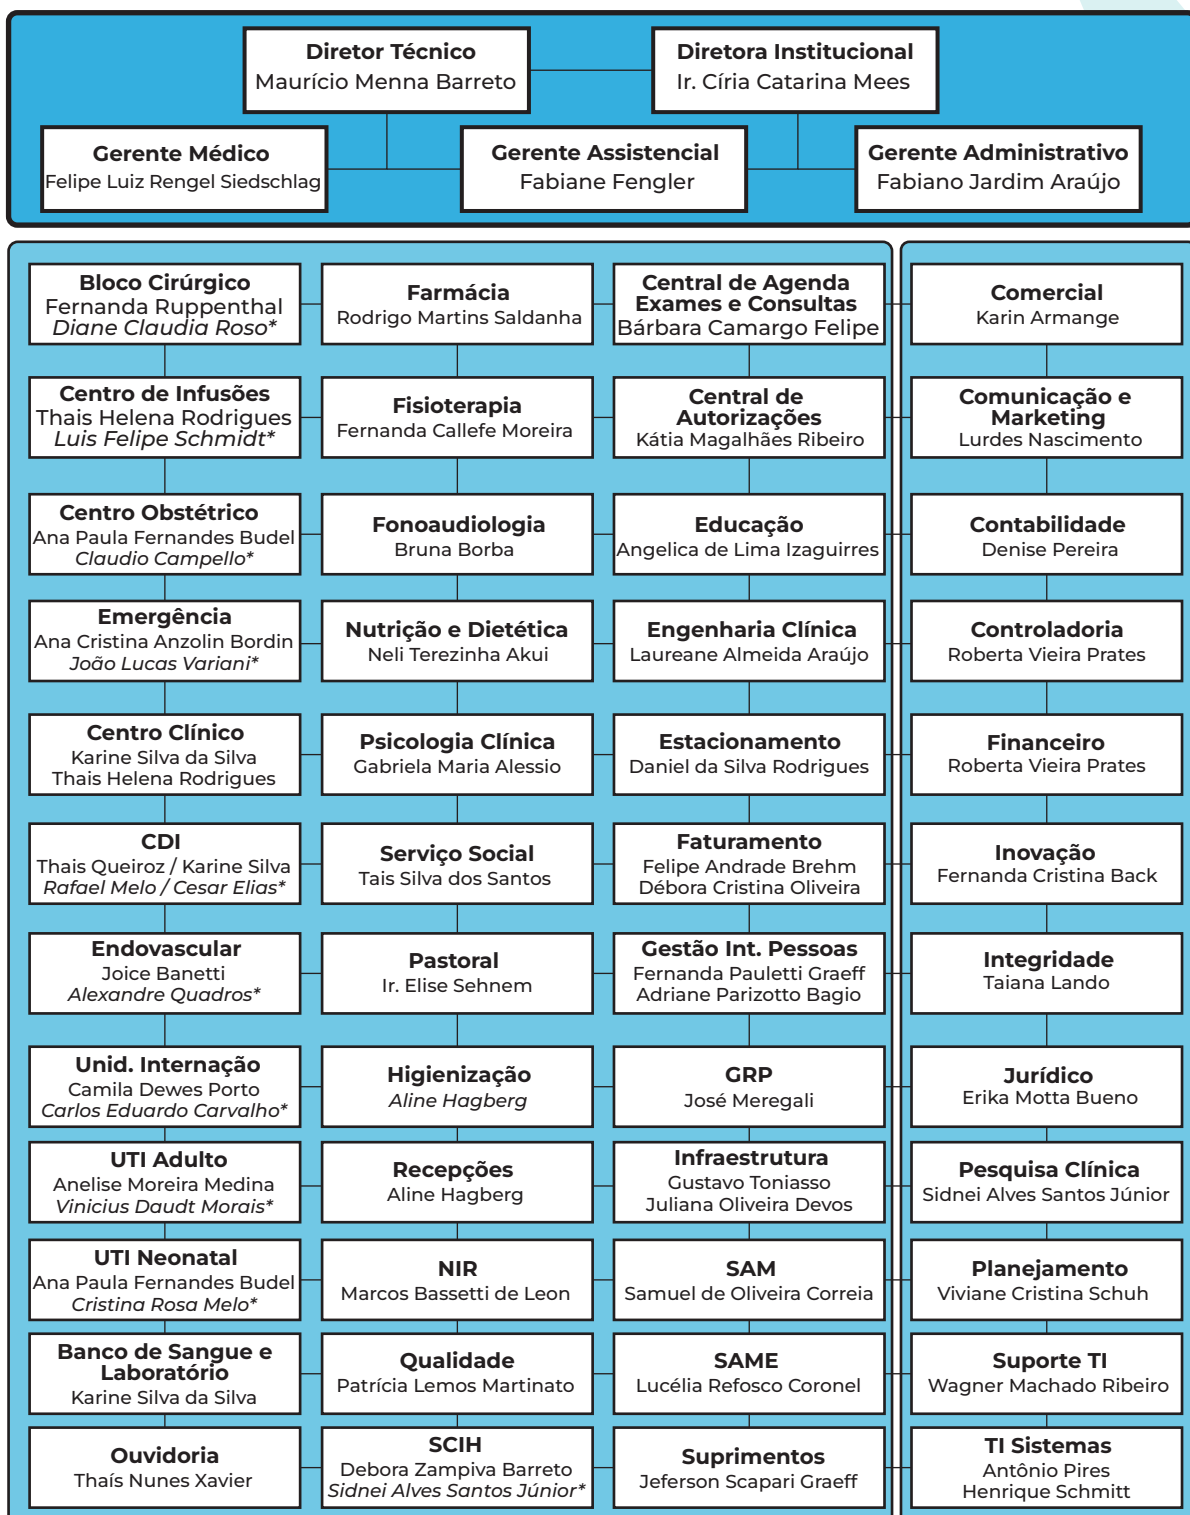 Diretor Técnico
Maurício Menna Barreto
Diretora Institucional
Ir. Círia Catarina Mees
Gerente Médico
Felipe Luiz Rengel Siedschlag
Gerente Assistencial
Fabiane Fengler
Gerente Administrativo
Fabiano Jardim Araújo
Bloco Cirúrgico
Fernanda Ruppenthal
Diane Claudia Roso*
Farmácia
Rodrigo Martins Saldanha
Central de Agenda
Exames e Consultas
Bárbara Camargo Felipe
Comercial
Karin Armange
Centro de Infusões
Thais Helena Rodrigues
Luis Felipe Schmidt*
Fisioterapia
Fernanda Callefe Moreira
Central de
Autorizações
Kátia Magalhães Ribeiro
Comunicação e
Marketing
Lurdes Nascimento
Centro Obstétrico
Ana Paula Fernandes Budel
Claudio Campello*
Fonoaudiologia
Bruna Borba
Educação
Angelica de Lima Izaguirres
Contabilidade
Denise Pereira
Emergência
Ana Cristina Anzolin Bordin
João Lucas Variani*
Nutrição e Dietética
Neli Terezinha Akui
Engenharia Clínica
Laureane Almeida Araújo
Controladoria
Roberta Vieira Prates
Centro Clínico
Karine Silva da Silva
Thais Helena Rodrigues
Psicologia Clínica
Gabriela Maria Alessio
Estacionamento
Daniel da Silva Rodrigues
Financeiro
Roberta Vieira Prates
CDI
Thais Queiroz / Karine Silva
Rafael Melo / Cesar Elias*
Serviço Social
Tais Silva dos Santos
Faturamento
Felipe Andrade Brehm
Débora Cristina Oliveira
Inovação
Fernanda Cristina Back
Endovascular
Joice Banetti
Alexandre Quadros*
Pastoral
Ir. Elise Sehnem
Gestão Int. Pessoas
Fernanda Pauletti Graeff
Adriane Parizotto Bagio
Integridade
Taiana Lando
Unid. Internação
Camila Dewes Porto
Carlos Eduardo Carvalho*
Higienização
Aline Hagberg
GRP
José Meregali
Jurídico
Erika Motta Bueno
UTI Adulto
Anelise Moreira Medina
Vinicius Daudt Morais*
Recepções
Aline Hagberg
Infraestrutura
Gustavo Toniasso
Juliana Oliveira Devos
Pesquisa Clínica
Sidnei Alves Santos Júnior
UTI Neonatal
Ana Paula Fernandes Budel
Cristina Rosa Melo*
NIR
Marcos Bassetti de Leon
SAM
Samuel de Oliveira Correia
Planejamento
Viviane Cristina Schuh
Banco de Sangue e
Laboratório
Karine Silva da Silva
Qualidade
Patrícia Lemos Martinato
SAME
Lucélia Refosco Coronel
Suporte TI
Wagner Machado Ribeiro
Ouvidoria
Thaís Nunes Xavier
SCIH
Debora Zampiva Barreto
Sidnei Alves Santos Júnior*
Suprimentos
Jeferson Scapari Graeff
TI Sistemas
Antônio Pires
Henrique Schmitt